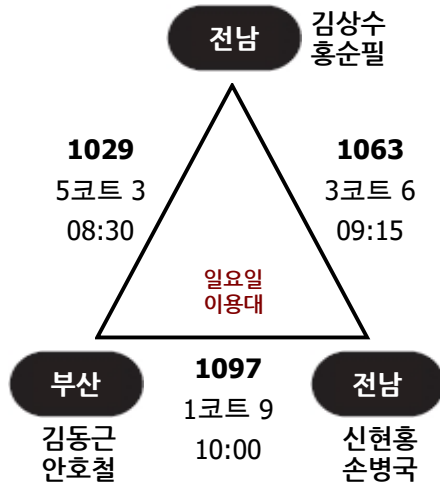 전남
김상수
홍순필
1029
5코트 3
08:30
1063
3코트 6
09:15
일요일
이용대
부산
김동근
안호철
1097
1코트 9
10:00
전남
신현홍
손병국